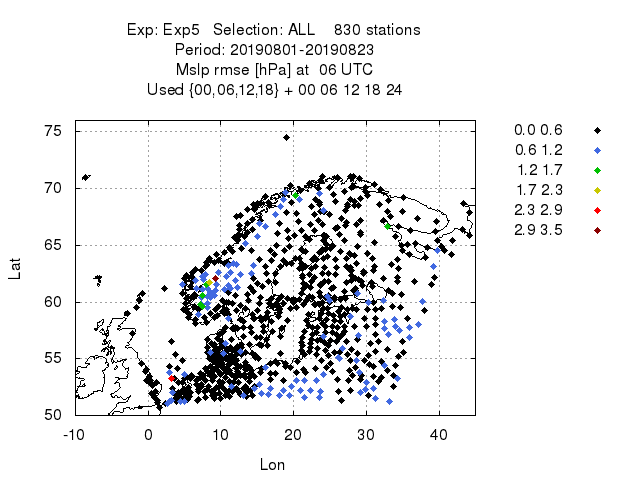 Exp: Exp5 Selection: ALL 830 stations
Period: 20190801-20190823
Mslp rmse [hPa] at 06 UTC
Used {00,06,12,18} + 00 06 12 18 24
0.0 0.6
0.6 1.2
1.2 1.7
1.7 2.3
2.3 2.9
2.9 3.5
75
70
65
60
55
50
Lat
-10 0 10 20 30 40
Lon